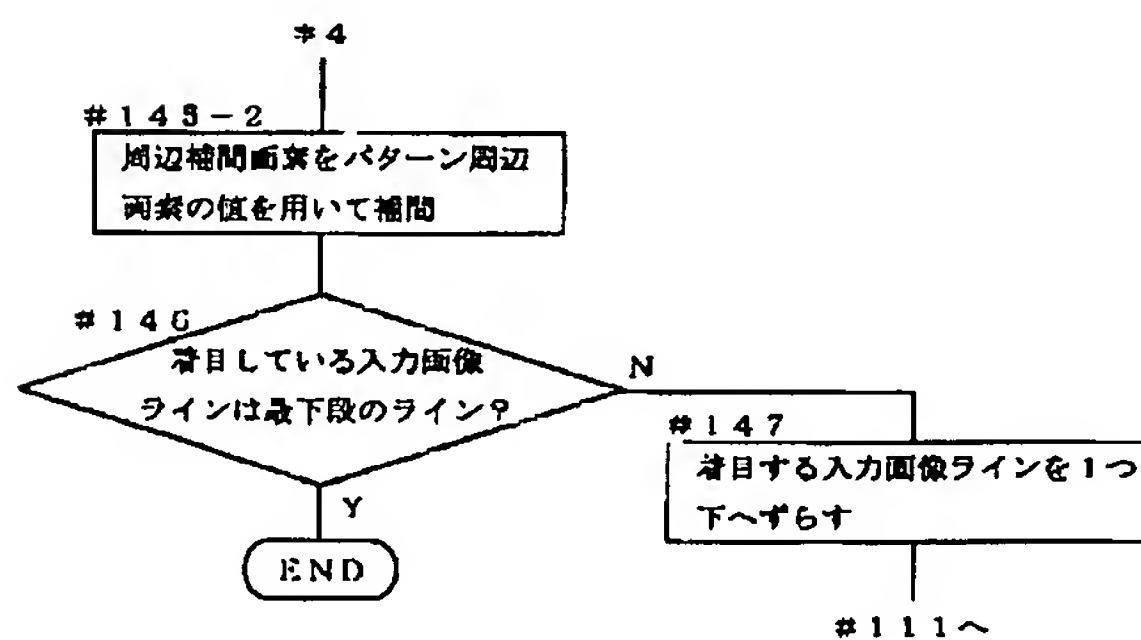 *4
#145-2
周辺補間画素をパターン周辺
画素の値を用いて補間
#146
着目している入力画像
ラインは最下段のライン?
N
#147
着目する入力画像ラインを1つ
下へずらす
Y
END
#111へ